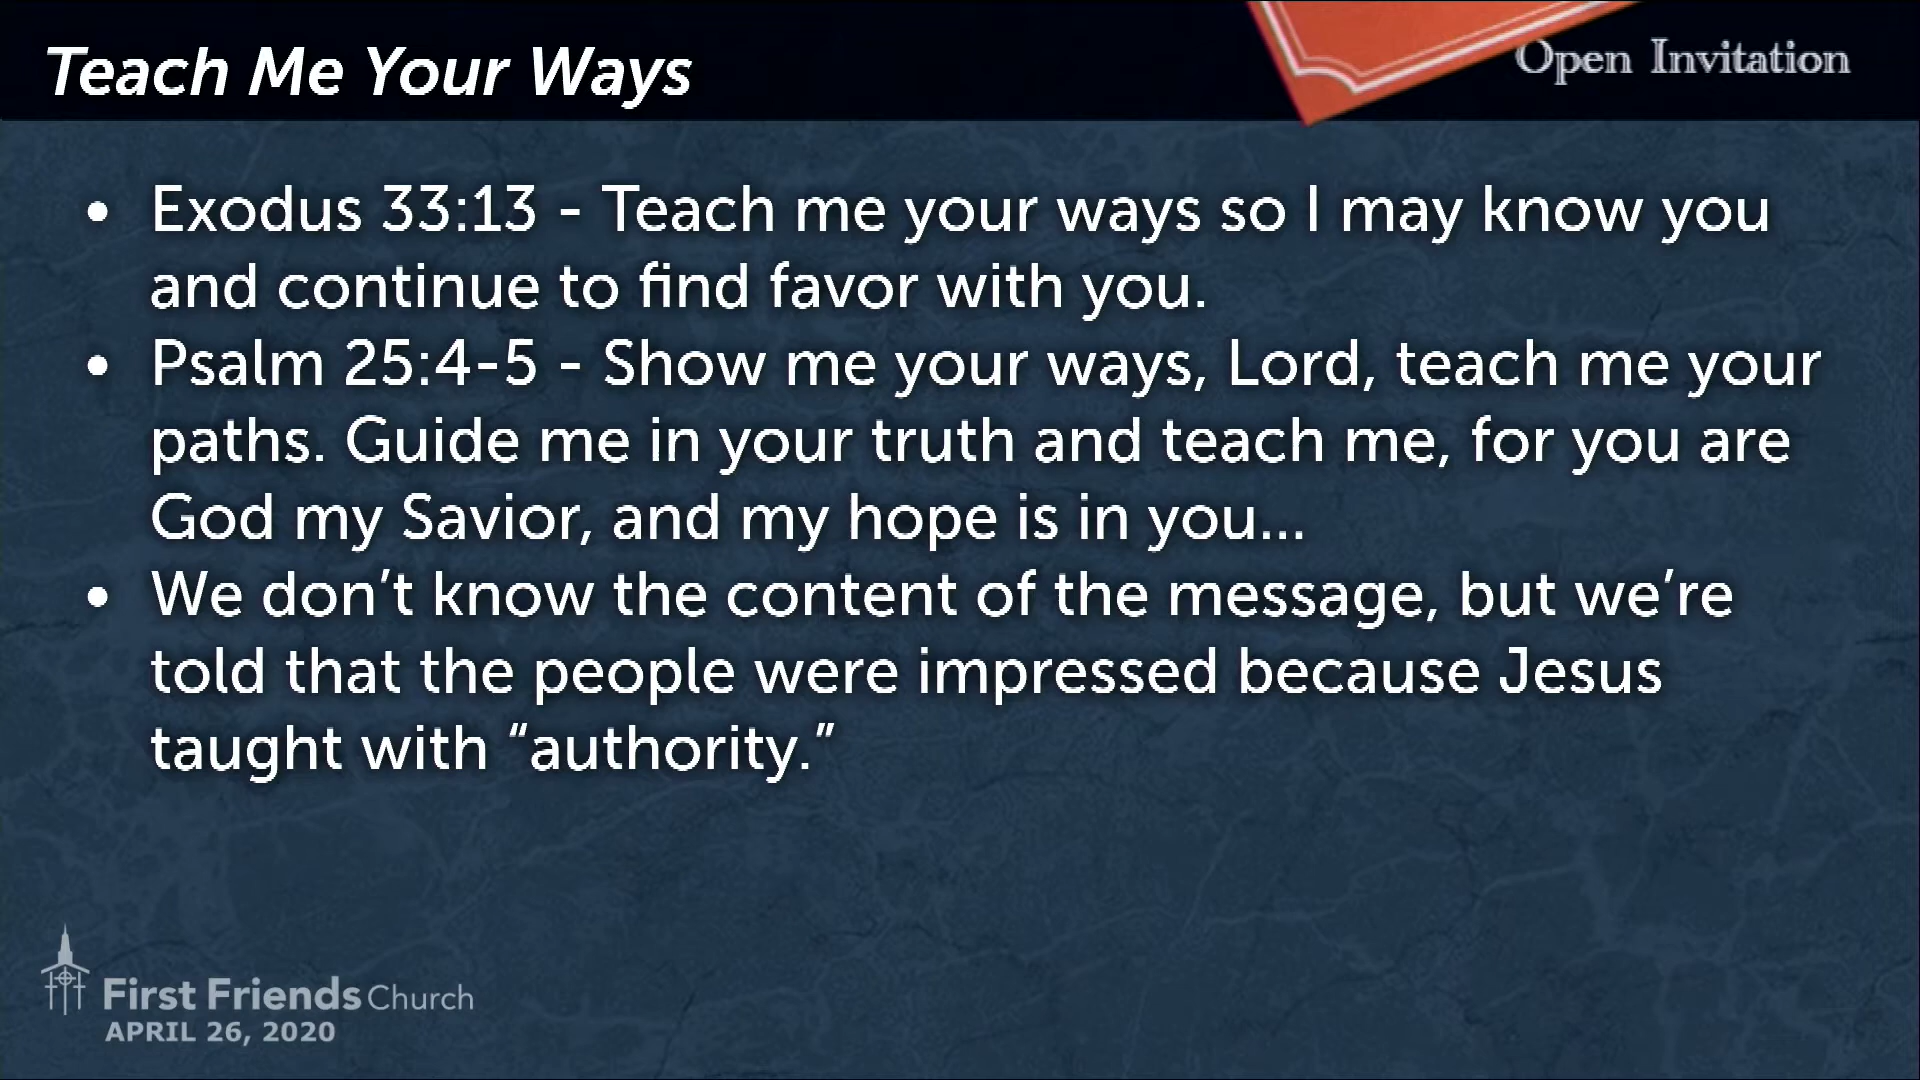 Teach Me Your Ways
Open Invitation
• Exodus 33:13 - Teach me your ways so I may know you
and continue to find favor with you.
• Psalm 25:4-5 - Show me your ways, Lord, teach me your
paths. Guide me in your truth and teach me, for you are
God my Savior, and my hope is in you...
• We don’t know the content of the message, but we’re
told that the people were impressed because Jesus
taught with “authority.”
First Friends Church
APRIL 26, 2020